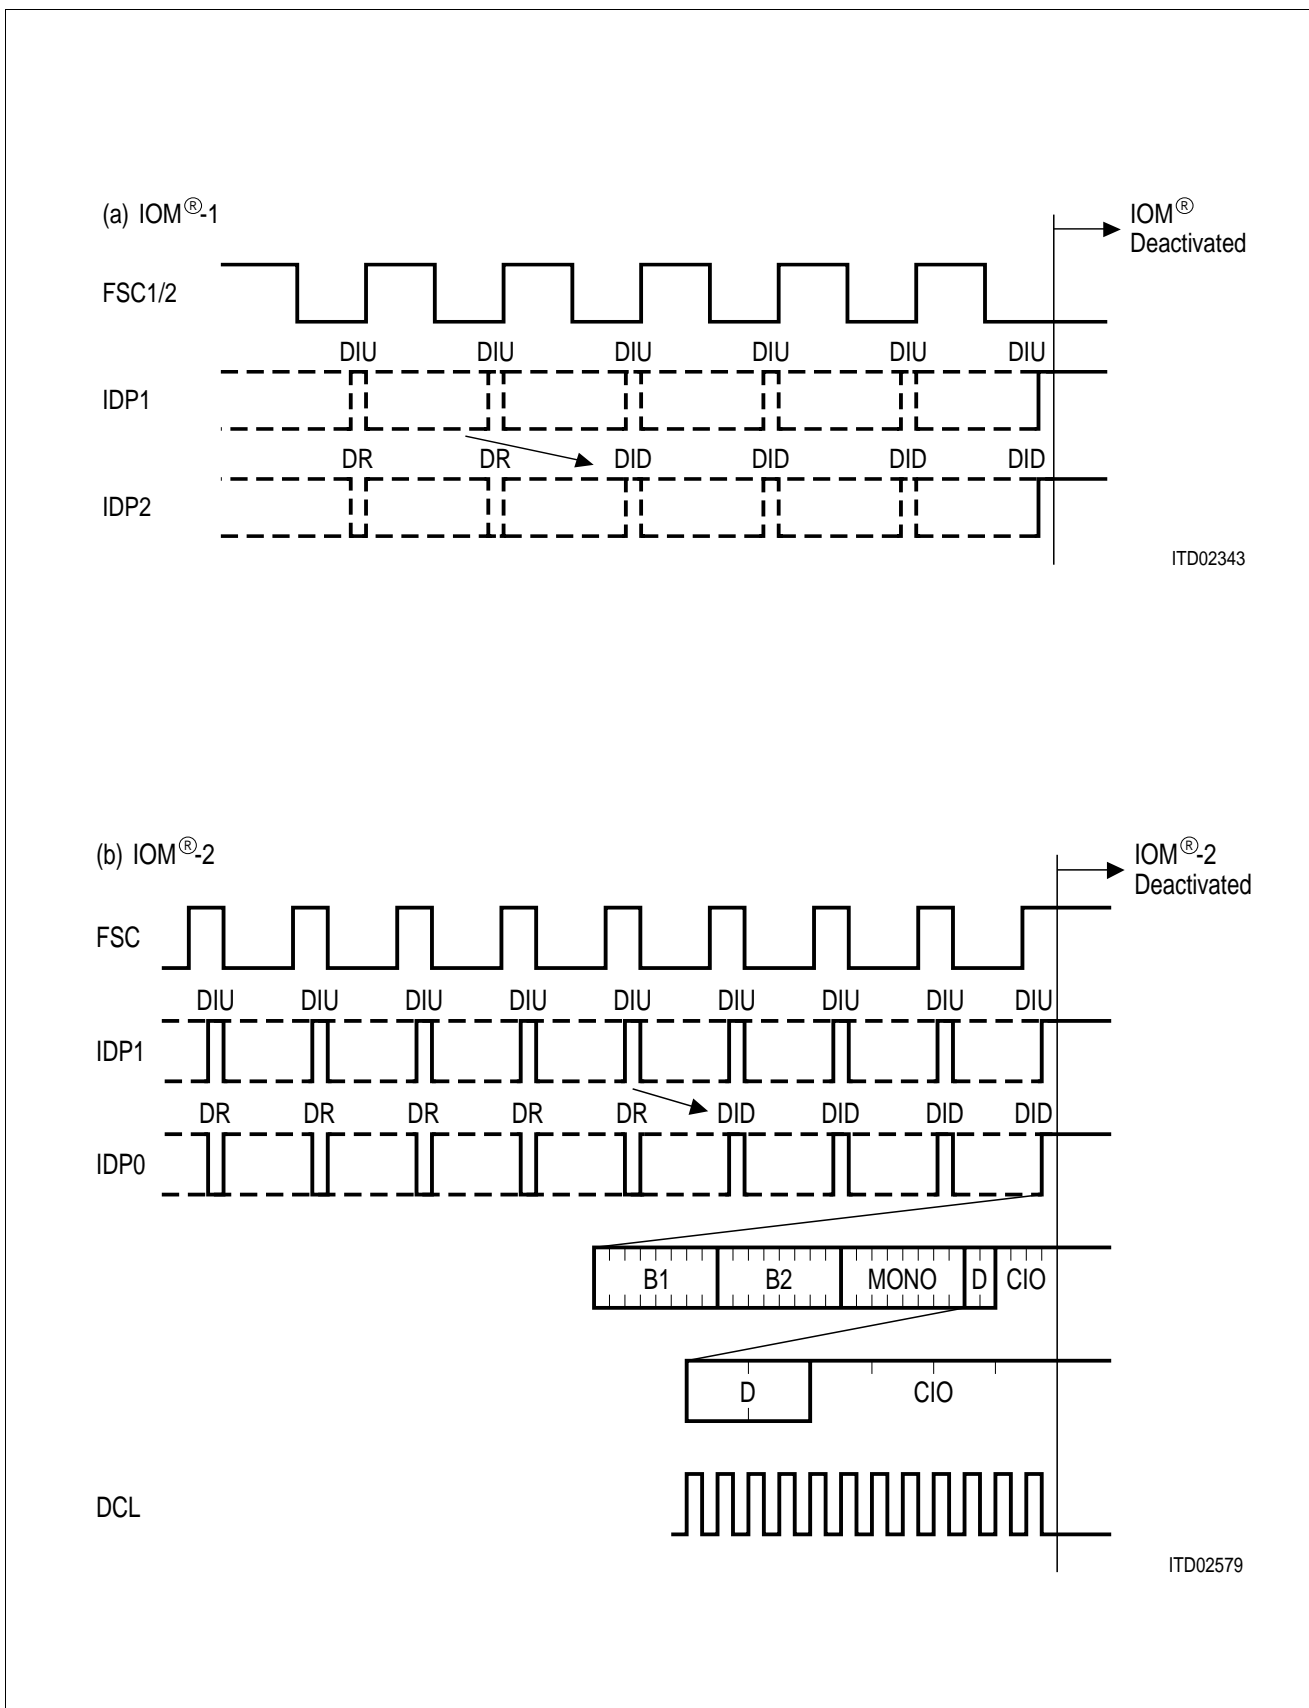 (a) IOM®-1
IOM®
Deactivated
FSC1/2
DIU DIU DIU DIU DIU DIU
IDP1
DR DR DID DID DID DID
IDP2
ITD02343
(b) IOM®-2
IOM®-2
Deactivated
FSC
DIU DIU DIU DIU DIU DIU DIU DIU DIU
IDP1
DR DR DR DR DR DID DID DID DID
IDP0
B1 B2 MONO D CIO
D CIO
DCL
ITD02579